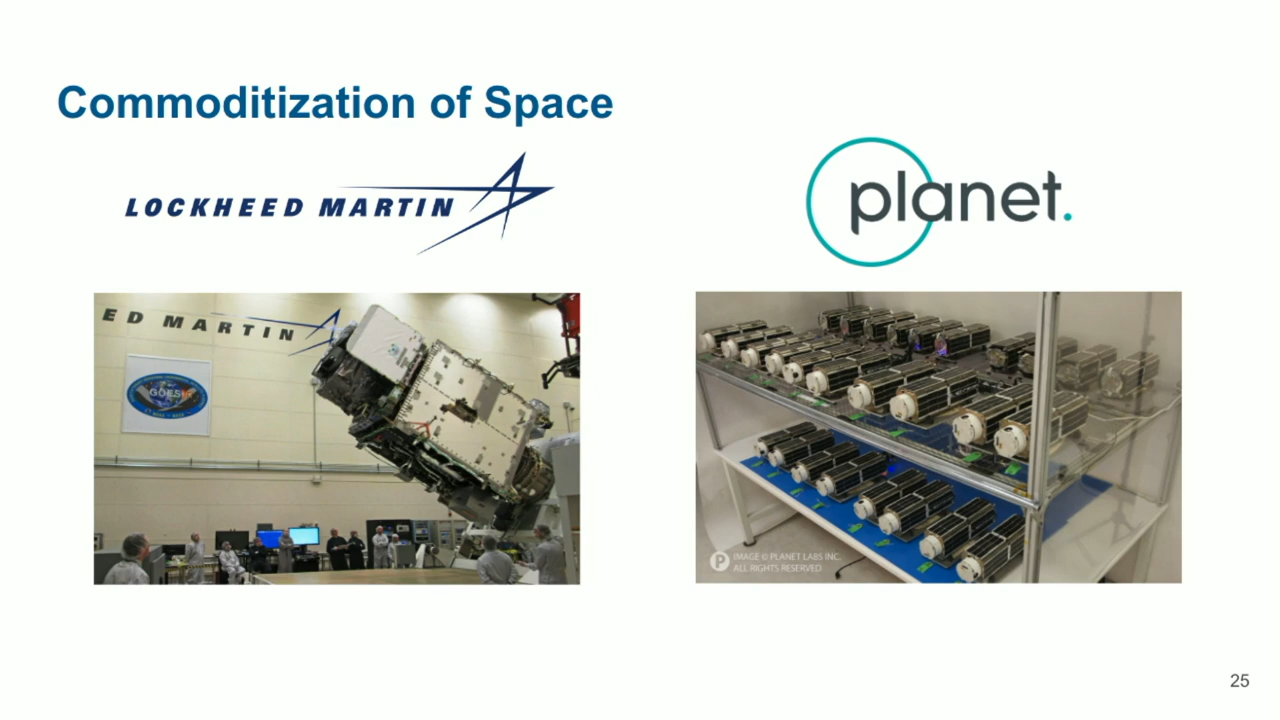 Commoditization of Space
LOCKHEED MARTIN
planet.
ED MARTIN
GOES-R
IMAGE © PLANET LABS INC.
ALL RIGHTS RESERVED
25